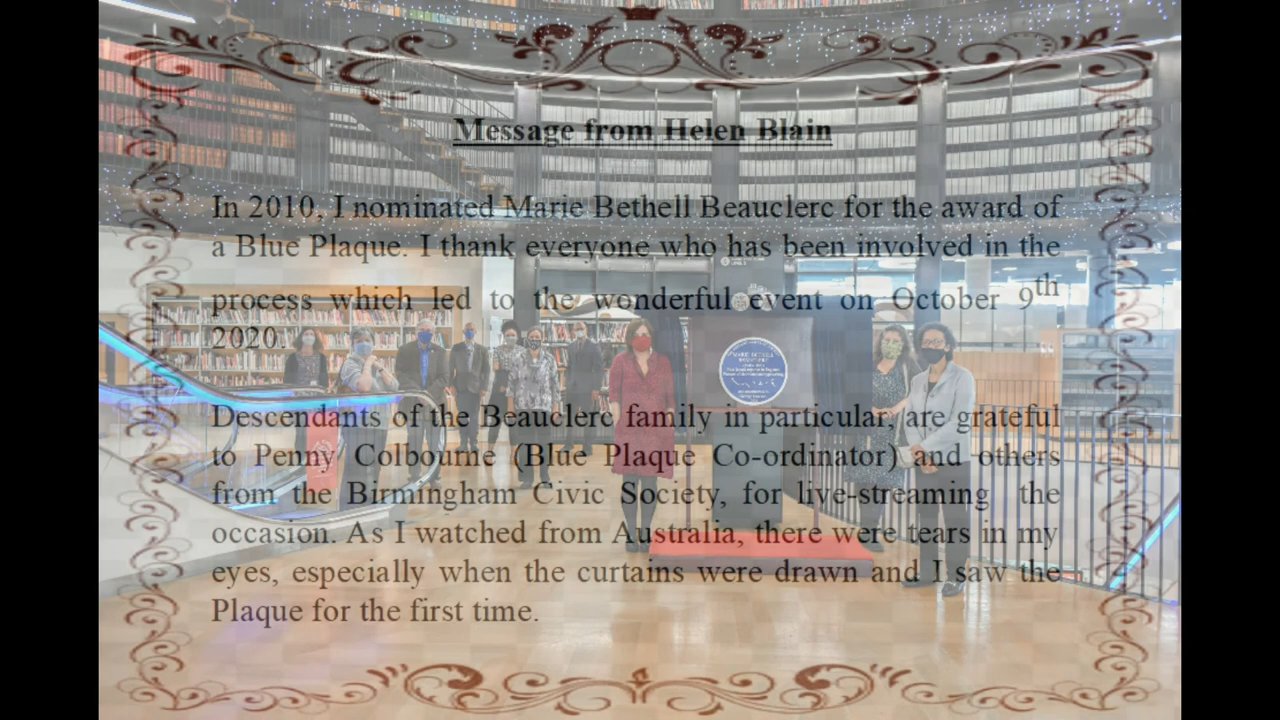 Message from Helen Blain
In 2010, I nominated Marie Bethell Beauclerc for the award of
a Blue Plaque. I thank everyone who has been involved in the
process which led to the wonderful event on October 9th
2020.
Descendants of the Beauclerc family in particular, are grateful
to Penny Colbourne (Blue Plaque Co-ordinator) and others
from the Birmingham Civic Society, for live-streaming the
occasion. As I watched from Australia, there were tears in my
eyes, especially when the curtains were drawn and I saw the
Plaque for the first time.
MARIE BETHELL
BEAUCLERC